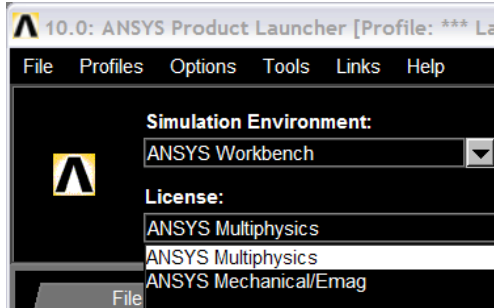 10.0: ANSYS Product Launcher [Profile: *** La
File Profiles Options Tools Links Help
Simulation Environment:
ANSYS Workbench
License:
ANSYS Multiphysics
ANSYS Multiphysics
ANSYS Mechanical/Emag
File